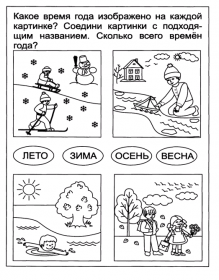 Какое время года изображено на каждой
картинке? Соедини картинки с подходя-
щим названием. Сколько всего времён
года?
ЛЕТО ЗИМА ОСЕНЬ ВЕСНА